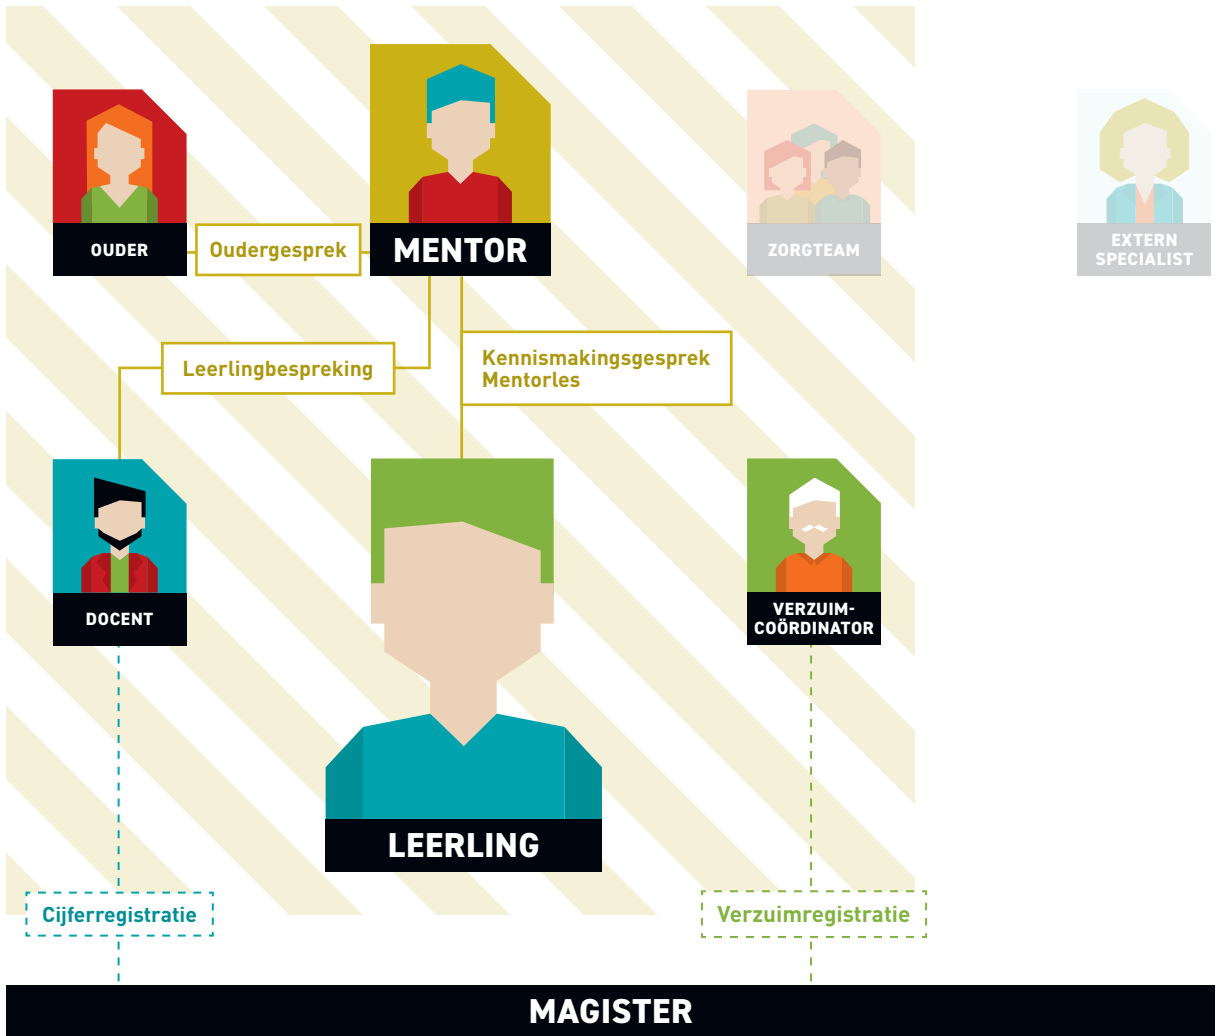 OUDER
Oudergesprek
MENTOR
ZORGTEAM
EXTERN
SPECIALIST
Leerlingbespreking
Kennismakingsgesprek
Mentorles
DOCENT
VERZUIM-
COÖRDINATOR
LEERLING
Cijferregistratie
Verzuimregistratie
MAGISTER